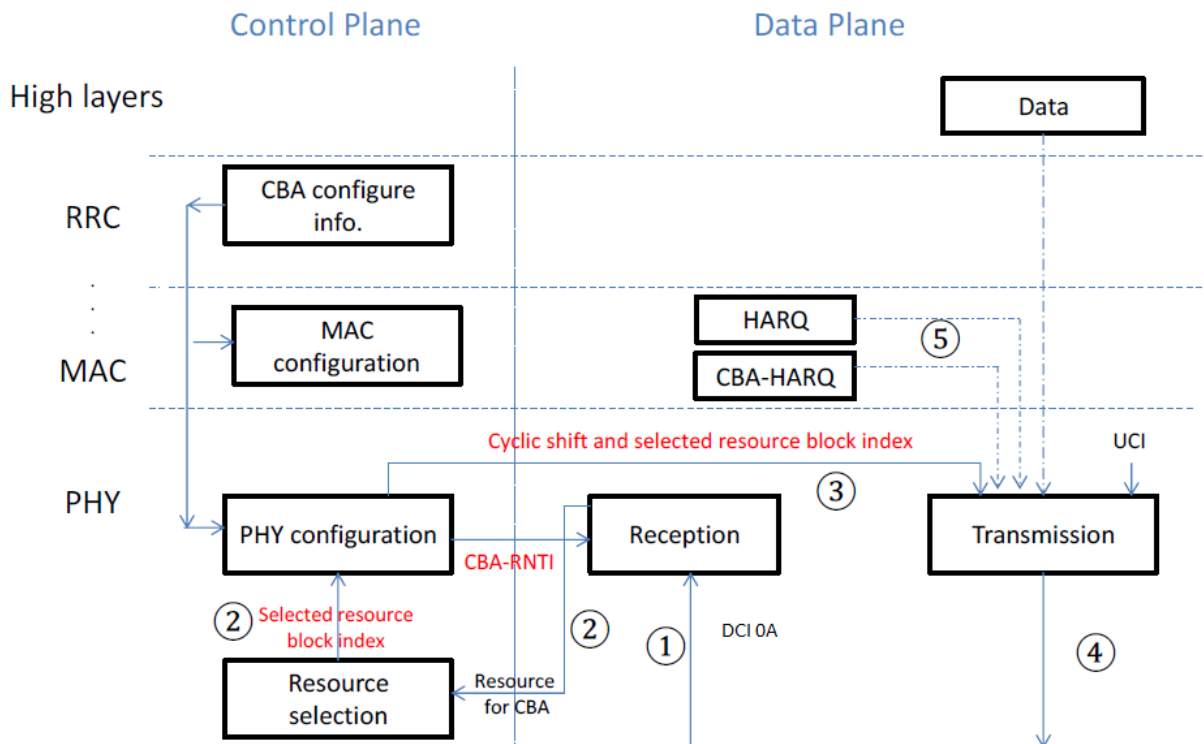 Control Plane
Data Plane
High layers
Data
RRC
CBA configure
info.
.
.
.
MAC
MAC
configuration
HARQ
CBA-HARQ
⑤
PHY
Cyclic shift and selected resource block index
③
UCI
PHY configuration
CBA-RNTI
Reception
Transmission
②
Selected resource
block index
②
①
DCI 0A
④
Resource
selection
Resource
for CBA